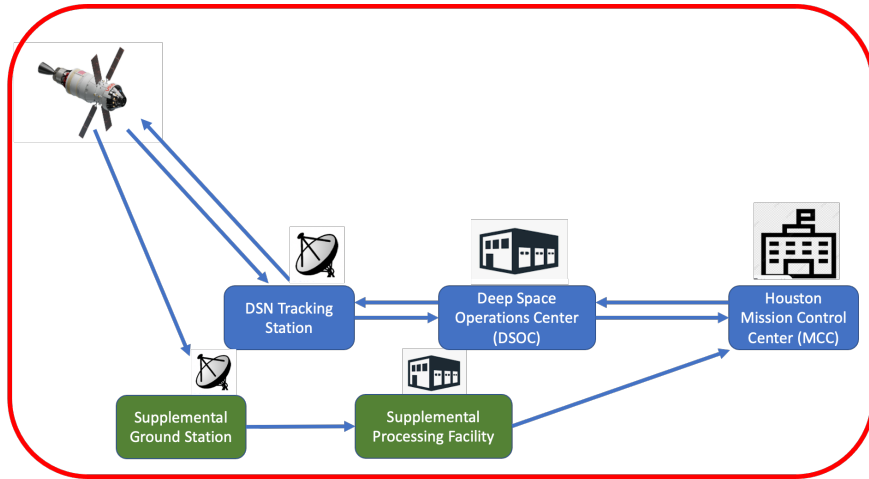 DSN Tracking
Station
Deep Space
Operations Center
(DSOC)
Houston
Mission Control
Center (MCC)
Supplemental
Ground Station
Supplemental
Processing Facility